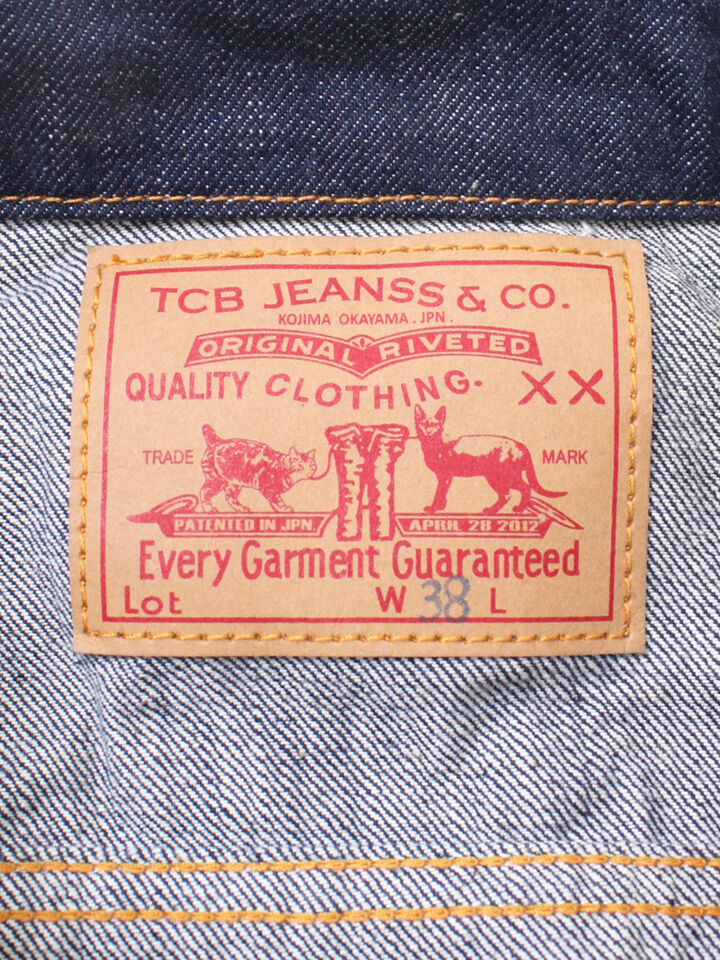 TCB JEANSS & CO.
KOJIMA OKAYAMA. JPN.
ORIGINAL RIVETED
QUALITY CLOTHING. XX
TRADE MARK
PATENTED IN JPN. APRIL 28 2012
Every Garment Guaranteed
Lot W 38 L